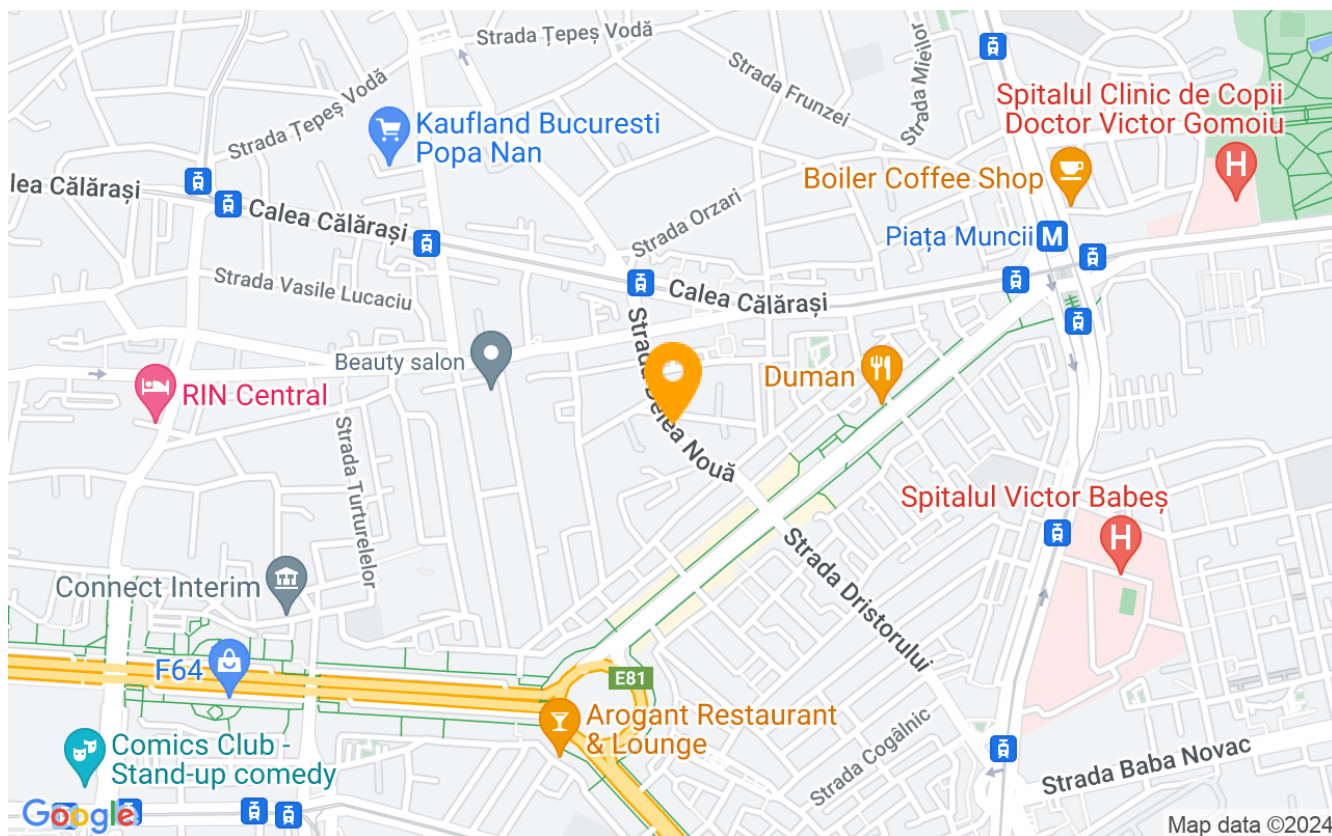 Strada Țepeș Vodă
Strada Țepeș Vodă
Strada Frunzei
Strada Mieilor
Spitalul Clinic de Copii
Doctor Victor Gomoiu
Kaufland Bucuresti
Popa Nan
Boiler Coffee Shop
lea Călărași
Calea Călărași
Strada Orzari
Piața Muncii
M
Strada Vasile Lucaciu
Calea Călărași
Beauty salon
Strada Delea Nouă
Duman
RIN Central
Strada Turturelelor
Spitalul Victor Babeș
Strada Dristorului
Connect Interim
F64
E81
Arogant Restaurant
& Lounge
Strada Cogâlnic
Comics Club -
Stand-up comedy
Strada Baba Novac
Google
Map data ©2024